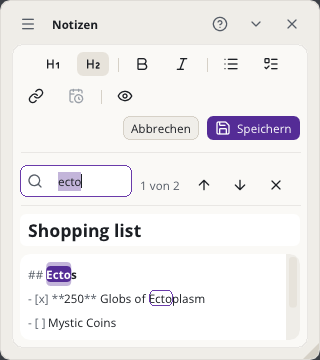 Notizen
H1 H2 B I
Abbrechen Speichern
ecto 1 von 2
Shopping list
## Ectos
- [x] **250** Globs of Ectoplasm
- [ ] Mystic Coins